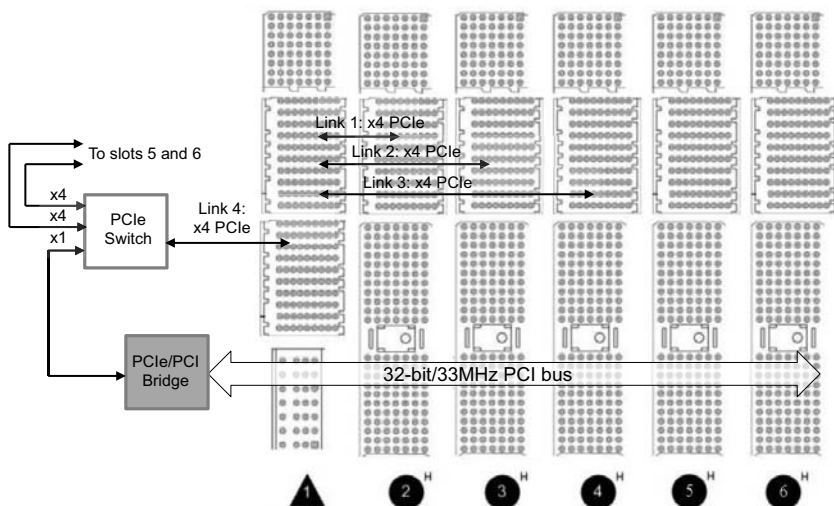 Link 1: x4 PCIe
To slots 5 and 6
Link 2: x4 PCIe
Link 3: x4 PCIe
x4
x4
x1
PCIe
Switch
Link 4:
x4 PCIe
PCIe/PCI
Bridge
32-bit/33MHz PCI bus
1
2 H
3 H
4 H
5 H
6 H